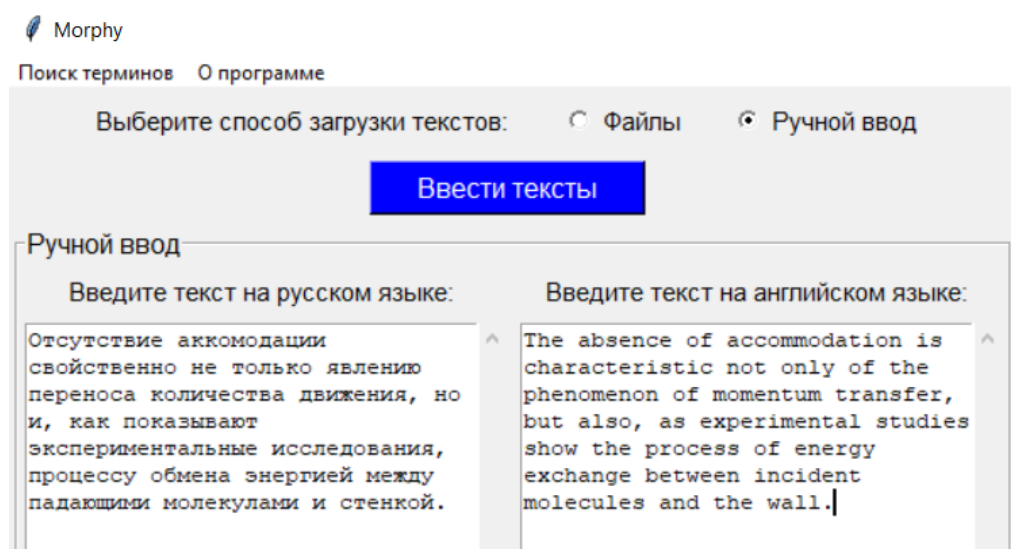 Morphy
Поиск терминов О программе
Выберите способ загрузки текстов: Файлы Ручной ввод
Ввести тексты
Ручной ввод
Введите текст на русском языке:
Отсутствие аккомодации
свойственно не только явлению
переноса количества движения, но
и, как показывают
экспериментальные исследования,
процессу обмена энергией между
падающими молекулами и стенкой.
Введите текст на английском языке:
The absence of accommodation is
characteristic not only of the
phenomenon of momentum transfer,
but also, as experimental studies
show the process of energy
exchange between incident
molecules and the wall.